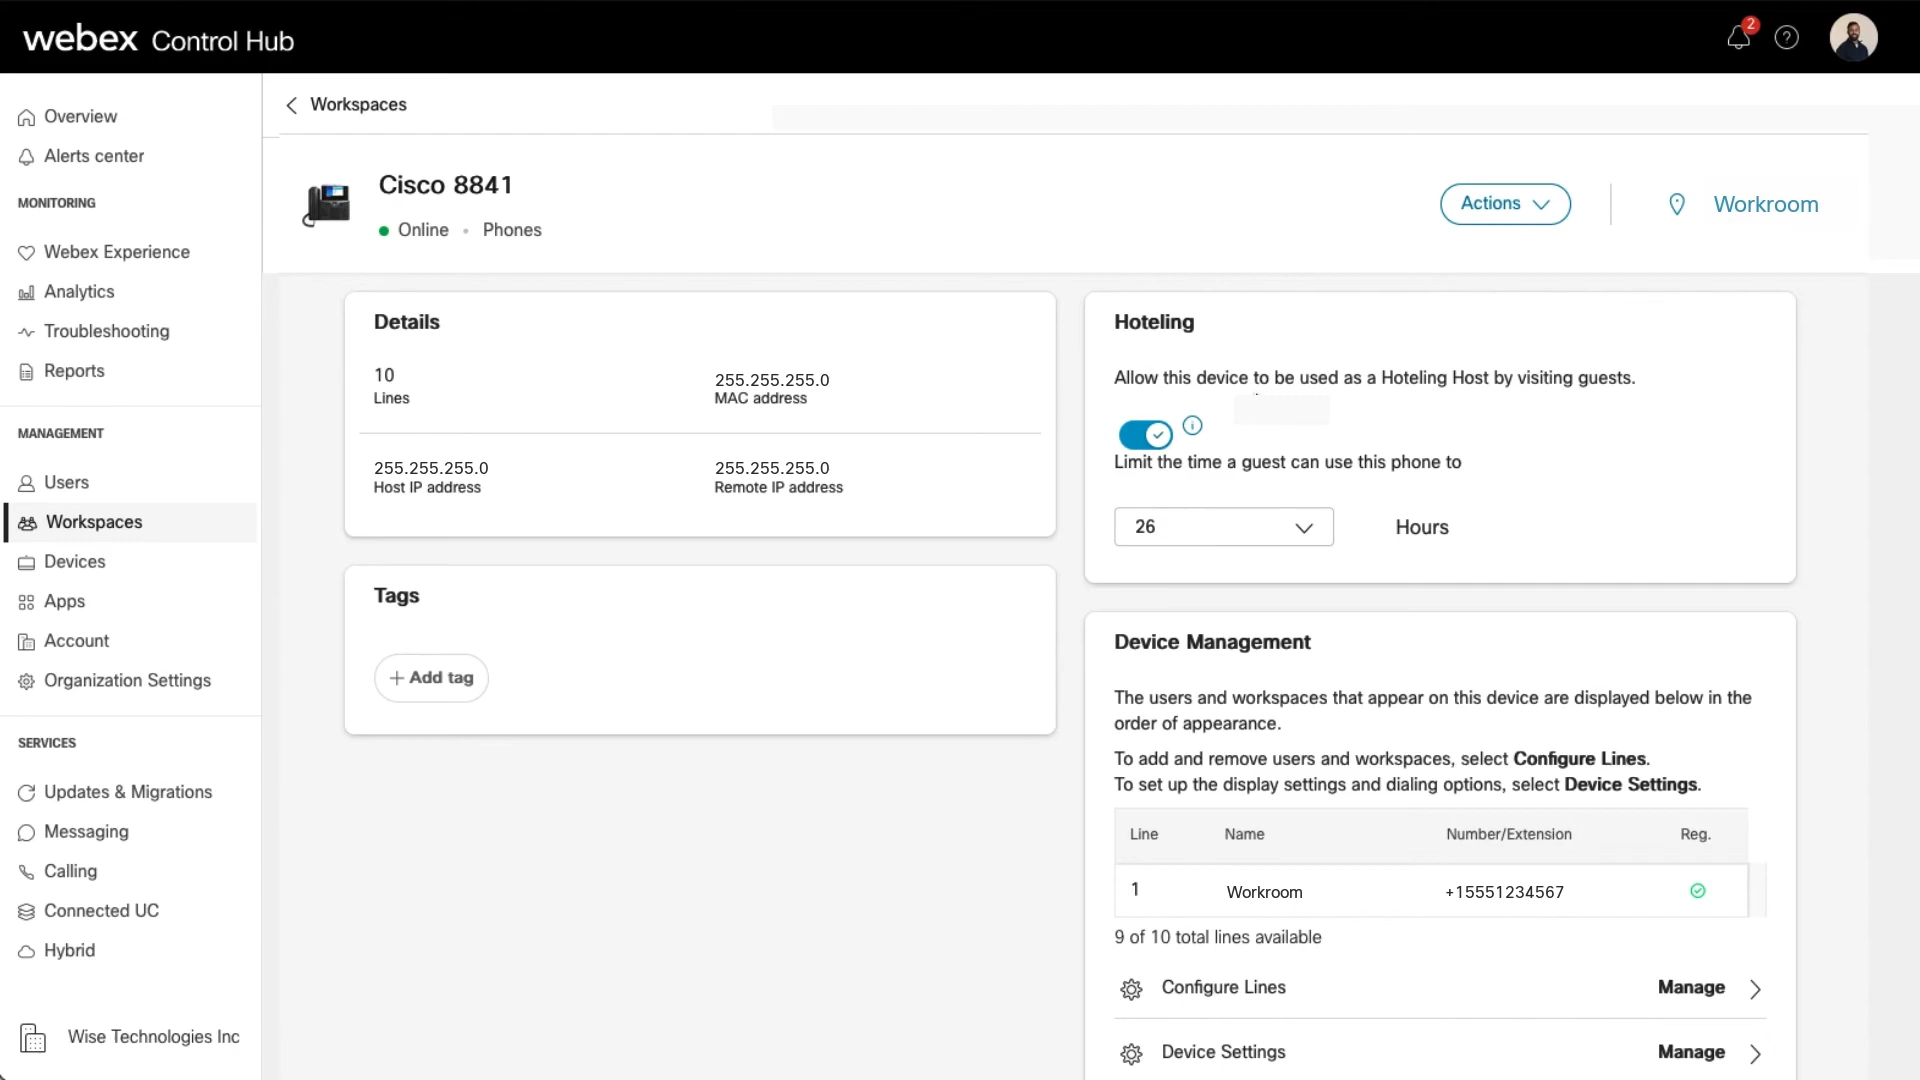 webex Control Hub
2
Overview
Alerts center
MONITORING
Webex Experience
Analytics
Troubleshooting
Reports
MANAGEMENT
Users
Workspaces
Devices
Apps
Account
Organization Settings
SERVICES
Updates & Migrations
Messaging
Calling
Connected UC
Hybrid
Wise Technologies Inc
Workspaces
Cisco 8841
Online • Phones
Actions
Workroom
Details
10
Lines
255.255.255.0
MAC address
255.255.255.0
Host IP address
255.255.255.0
Remote IP address
Tags
+ Add tag
Hoteling
Allow this device to be used as a Hoteling Host by visiting guests.
Limit the time a guest can use this phone to
26 Hours
Device Management
The users and workspaces that appear on this device are displayed below in the
order of appearance.
To add and remove users and workspaces, select Configure Lines.
To set up the display settings and dialing options, select Device Settings.
Line Name Number/Extension Reg.
1 Workroom +15551234567
9 of 10 total lines available
Configure Lines Manage
Device Settings Manage